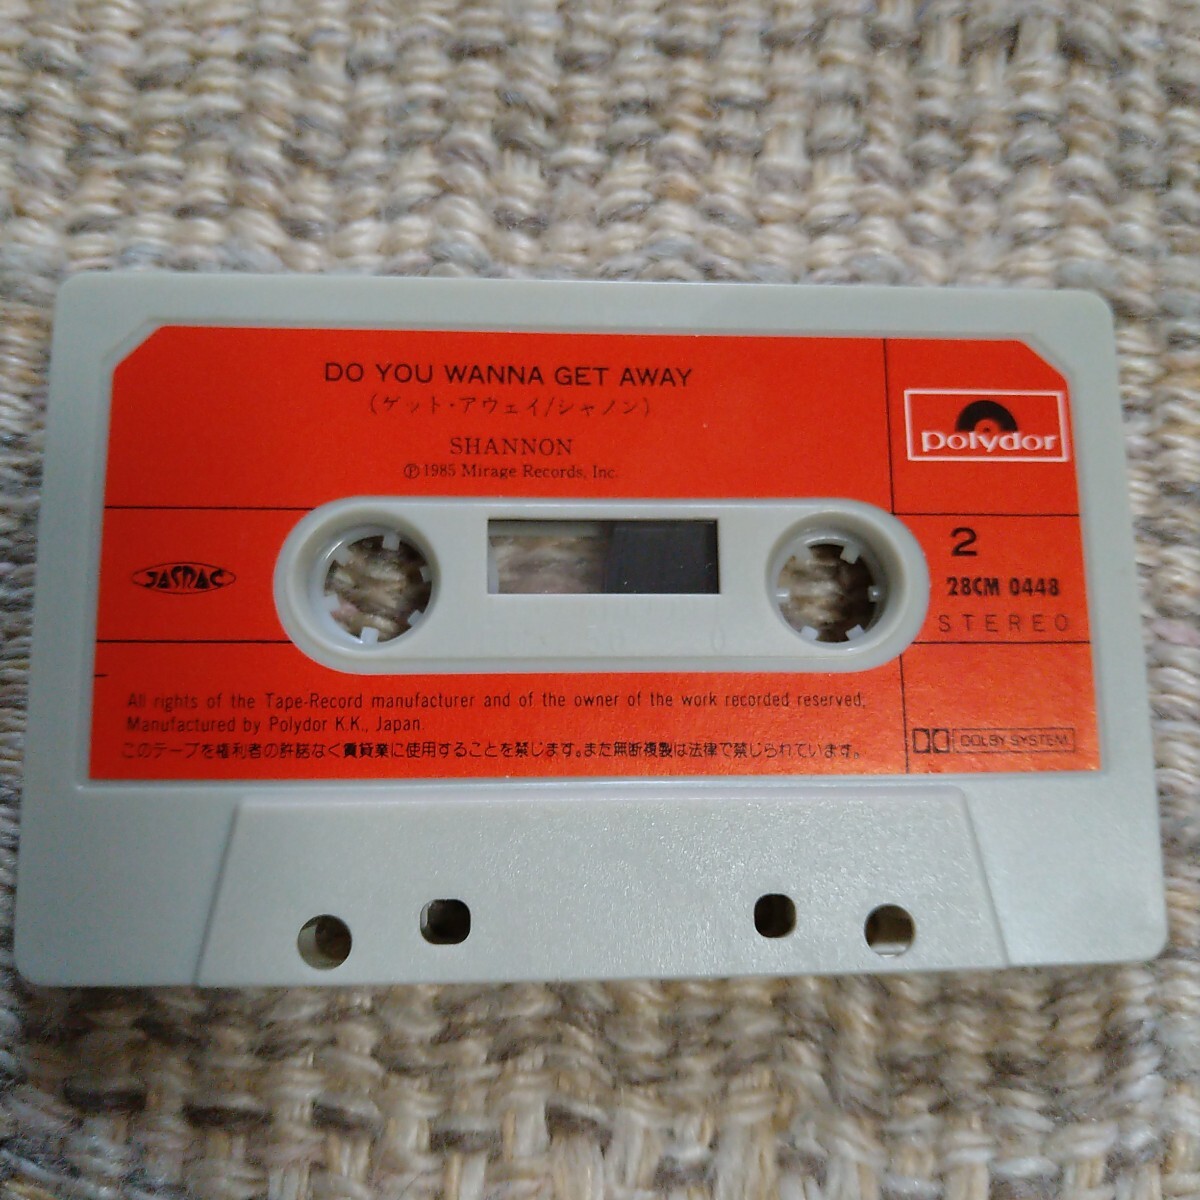 DO YOU WANNA GET AWAY
(ゲット・アウェイ/シャノン)
SHANNON
Ⓟ1985 Mirage Records, Inc.
polydor
JASRAC
2
28CM 0448
STEREO
All rights of the Tape-Record manufacturer and of the owner of the work recorded reserved.
Manufactured by Polydor K.K., Japan.
このテープを権利者の許諾なく賃貸業に使用することを禁じます。また無断複製は法律で禁じられています。
DOLBY SYSTEM